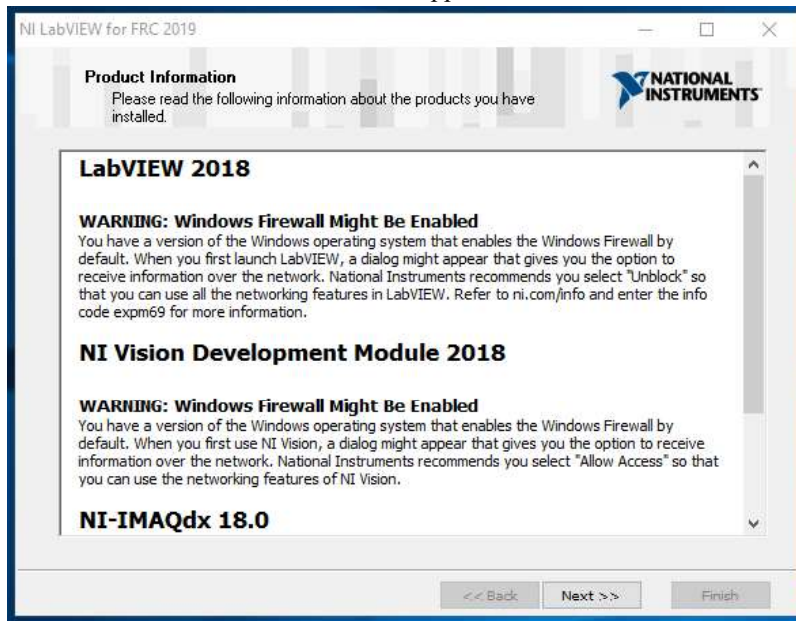 NI LabVIEW for FRC 2019
Product Information
Please read the following information about the products you have
installed.
NATIONAL
INSTRUMENTS
LabVIEW 2018
WARNING: Windows Firewall Might Be Enabled
You have a version of the Windows operating system that enables the Windows Firewall by
default. When you first launch LabVIEW, a dialog might appear that gives you the option to
receive information over the network. National Instruments recommends you select "Unblock" so
that you can use all the networking features in LabVIEW. Refer to ni.com/info and enter the info
code expm69 for more information.
NI Vision Development Module 2018
WARNING: Windows Firewall Might Be Enabled
You have a version of the Windows operating system that enables the Windows Firewall by
default. When you first use NI Vision, a dialog might appear that gives you the option to receive
information over the network. National Instruments recommends you select "Allow Access" so that
you can use the networking features of NI Vision.
NI-IMAQdx 18.0
<< Back Next >> Finish